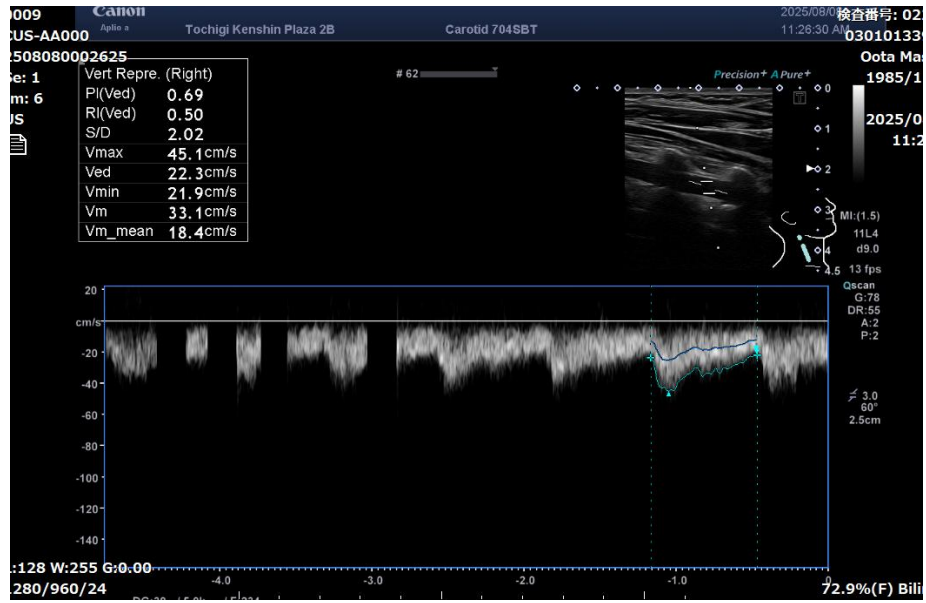 0009
Canon
2025/08/08
検査番号: 02
CUS-AA000
Aplio a
Tochigi Kenshin Plaza 2B
Carotid 704SBT
11:26:30 AM
030101339
2508080002625
Oota Ma
Se: 1
Vert Repre. (Right)
# 62
Precision+ A Pure+
0
1985/1
m: 6
PI(Ved) 0.69
RI(Ved) 0.50
US
S/D 2.02
1
2025/0
11:2
Vmax 45.1cm/s
Ved 22.3cm/s
2
Vmin 21.9cm/s
Vm 33.1cm/s
3
MI:(1.5)
Vm_mean 18.4cm/s
11L4
4
d9.0
4.5
13 fps
Qscan
G:78
DR:55
A:2
P:2
20
cm/s
-20
-40
3.0
60°
2.5cm
-60
-80
-100
-120
-140
L:128 W:255 G:0.00
-4.0
-3.0
-2.0
-1.0
0
1280/960/24
72.9%(F) Bili